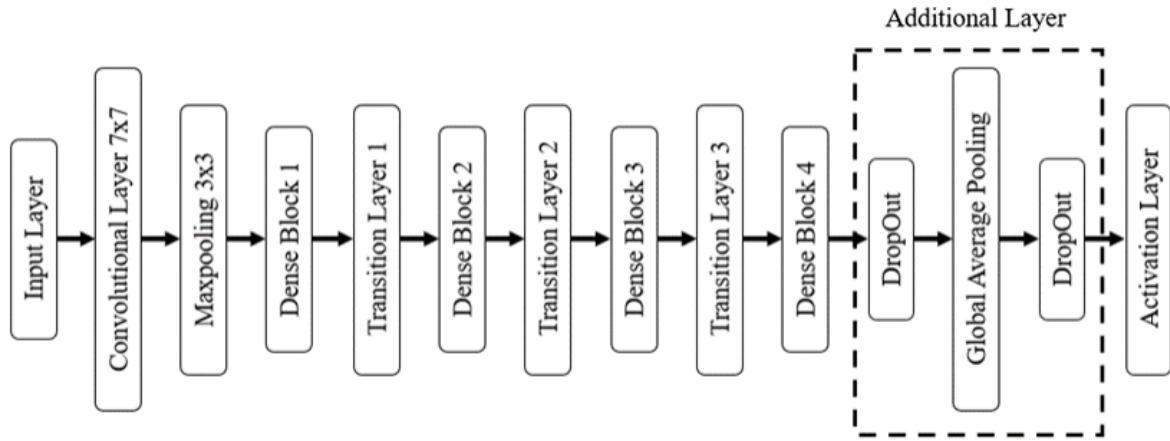 Additional Layer
Input Layer
Convolutional Layer 7x7
Maxpooling 3x3
Dense Block 1
Transition Layer 1
Dense Block 2
Transition Layer 2
Dense Block 3
Transition Layer 3
Dense Block 4
DropOut
Global Average Pooling
DropOut
Activation Layer